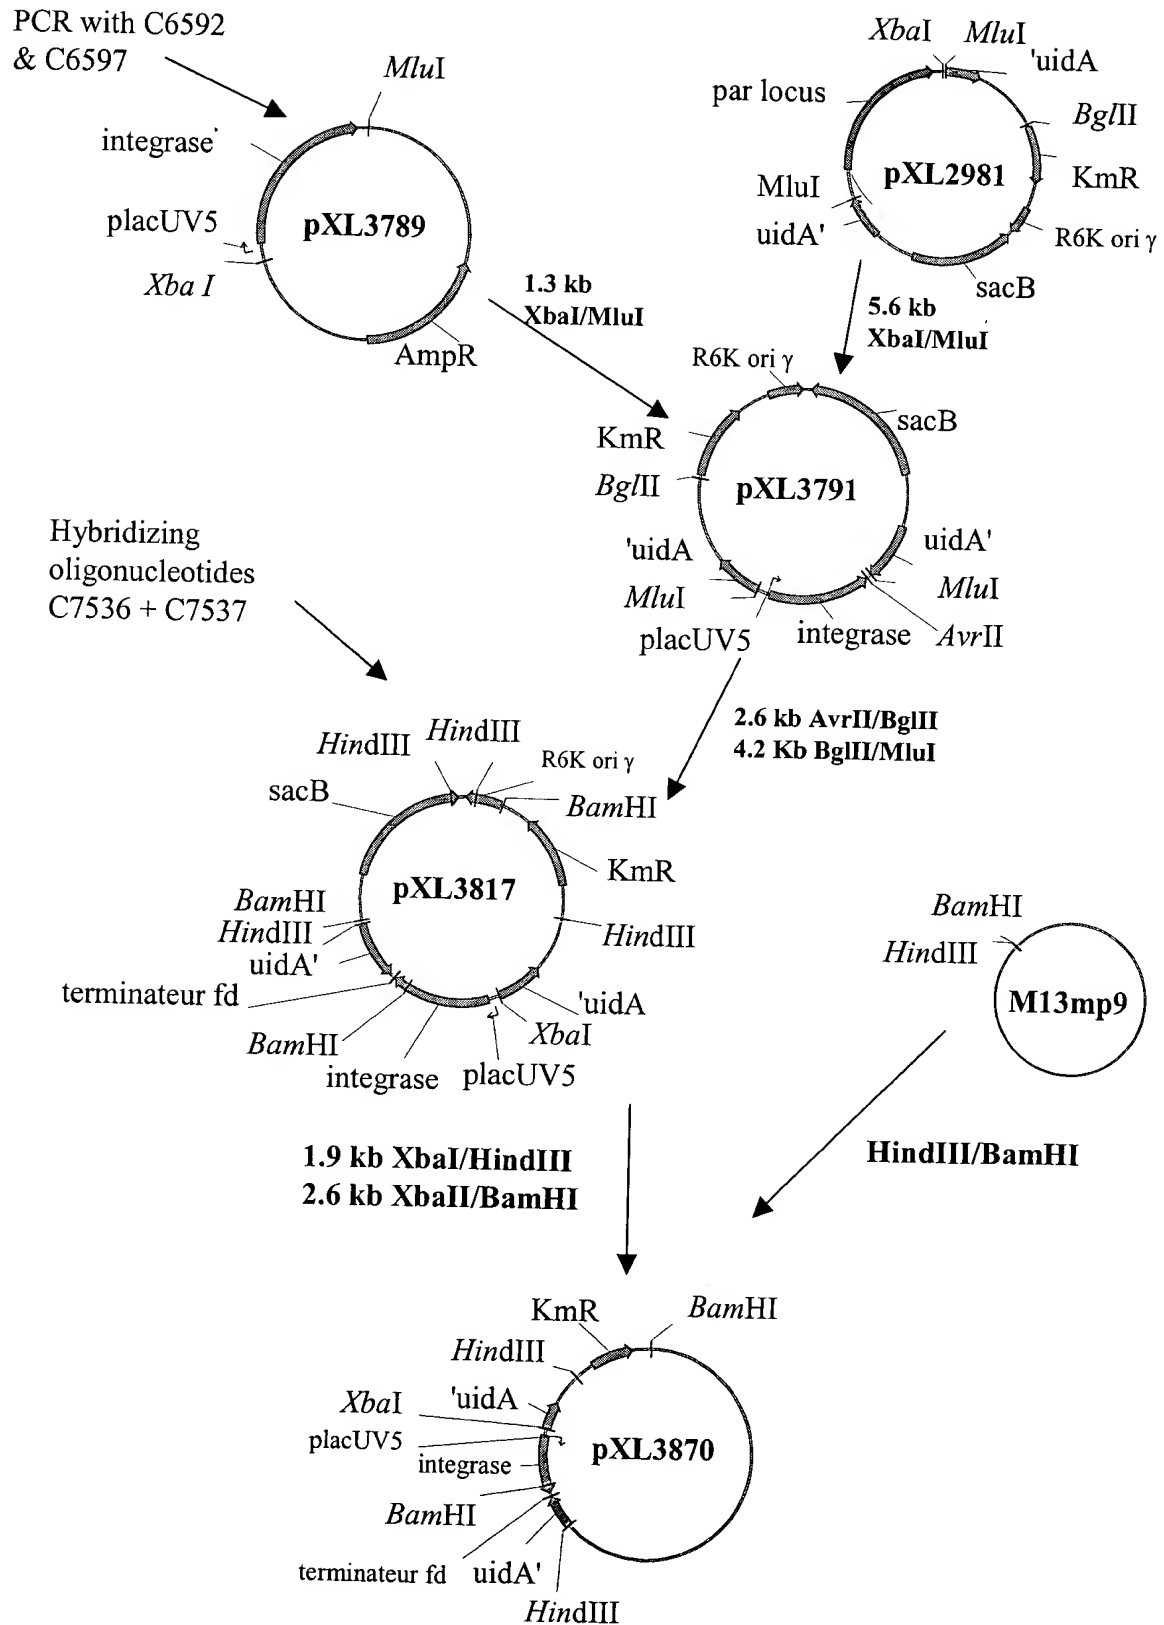 PCR with C6592
& C6597
MluI
integrase'
placUV5
Xba I
pXL3789
AmpR
XbaI MluI
'uidA
par locus
BglII
pXL2981
KmR
MluI
uidA'
R6K ori γ
sacB
1.3 kb
XbaI/MluI
5.6 kb
XbaI/MluI
R6K ori γ
sacB
KmR
BglII
pXL3791
'uidA
uidA'
MluI
MluI
placUV5
integrase
AvrII
Hybridizing
oligonucleotides
C7536 + C7537
2.6 kb AvrII/BglII
4.2 Kb BglII/MluI
HindIII
HindIII
R6K ori γ
sacB
BamHI
KmR
pXL3817
BamHI
HindIII
HindIII
uidA'
terminateur fd
'uidA
BamHI
XbaI
integrase
placUV5
BamHI
HindIII
M13mp9
1.9 kb XbaI/HindIII
2.6 kb XbaII/BamHI
HindIII/BamHI
KmR
BamHI
HindIII
XbaI
'uidA
placUV5
integrase
pXL3870
BamHI
terminateur fd
uidA'
HindIII